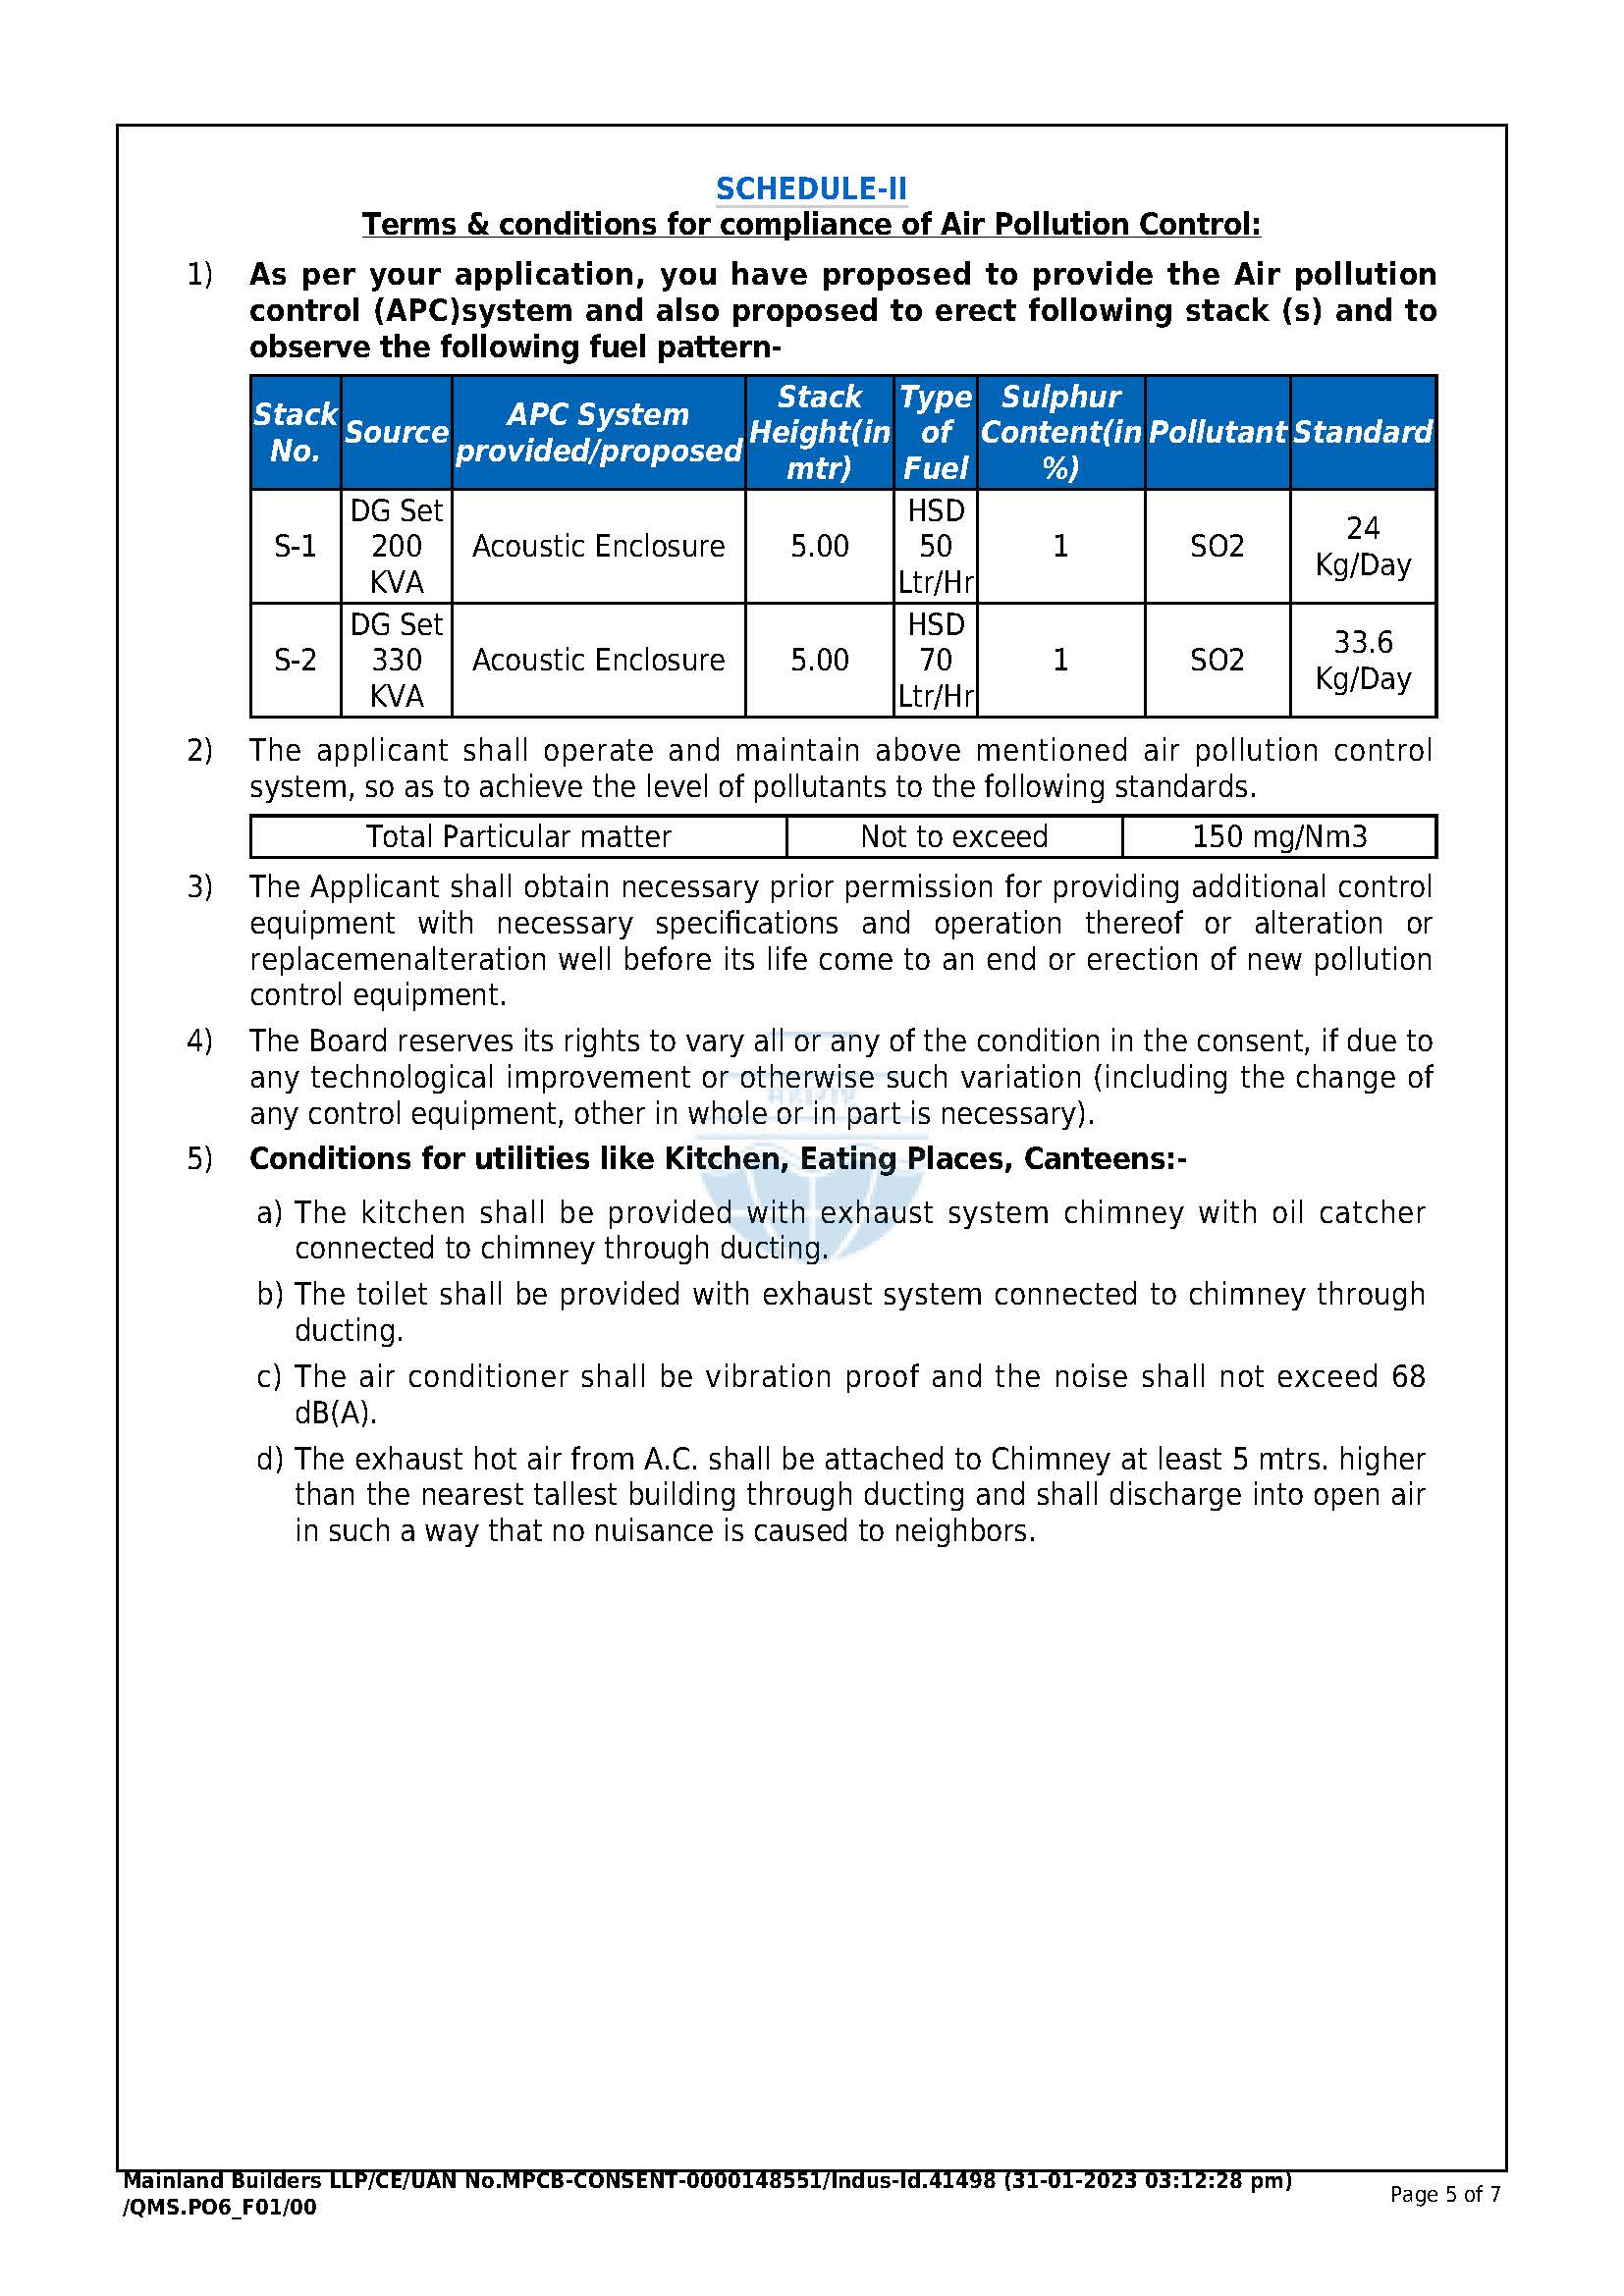 SCHEDULE-II
Terms & conditions for compliance of Air Pollution Control:
1) As per your application, you have proposed to provide the Air pollution
control (APC)system and also proposed to erect following stack (s) and to
observe the following fuel pattern-
Stack No. Source APC System provided/proposed Stack Height(in mtr) Type of Fuel Sulphur Content(in %) Pollutant Standard
S-1 DG Set 200 KVA Acoustic Enclosure 5.00 HSD 50 Ltr/Hr 1 SO2 24 Kg/Day
S-2 DG Set 330 KVA Acoustic Enclosure 5.00 HSD 70 Ltr/Hr 1 SO2 33.6 Kg/Day
2) The applicant shall operate and maintain above mentioned air pollution control
system, so as to achieve the level of pollutants to the following standards.
Total Particular matter Not to exceed 150 mg/Nm3
3) The Applicant shall obtain necessary prior permission for providing additional control
equipment with necessary specifications and operation thereof or alteration or
replacemenalteration well before its life come to an end or erection of new pollution
control equipment.
4) The Board reserves its rights to vary all or any of the condition in the consent, if due to
any technological improvement or otherwise such variation (including the change of
any control equipment, other in whole or in part is necessary).
5) Conditions for utilities like Kitchen, Eating Places, Canteens:-
a) The kitchen shall be provided with exhaust system chimney with oil catcher
connected to chimney through ducting.
b) The toilet shall be provided with exhaust system connected to chimney through
ducting.
c) The air conditioner shall be vibration proof and the noise shall not exceed 68
dB(A).
d) The exhaust hot air from A.C. shall be attached to Chimney at least 5 mtrs. higher
than the nearest tallest building through ducting and shall discharge into open air
in such a way that no nuisance is caused to neighbors.
Mainland Builders LLP/CE/UAN No.MPCB-CONSENT-0000148551/Indus-Id.41498 (31-01-2023 03:12:28 pm)
/QMS.PO6_F01/00
Page 5 of 7